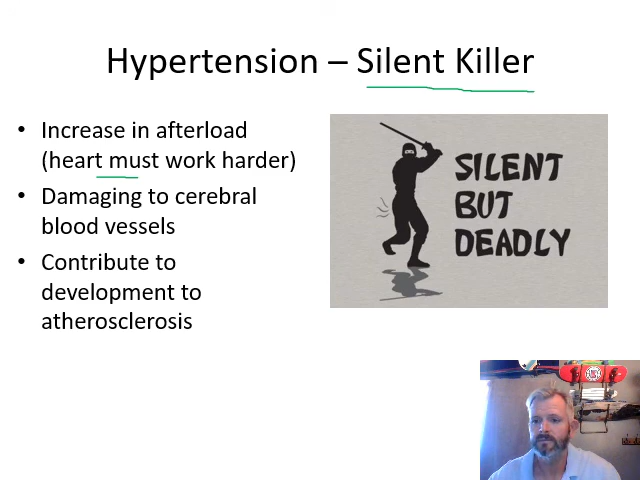 Hypertension – Silent Killer
• Increase in afterload
(heart must work harder)
• Damaging to cerebral
blood vessels
• Contribute to
development to
atherosclerosis
SILENT
BUT
DEADLY